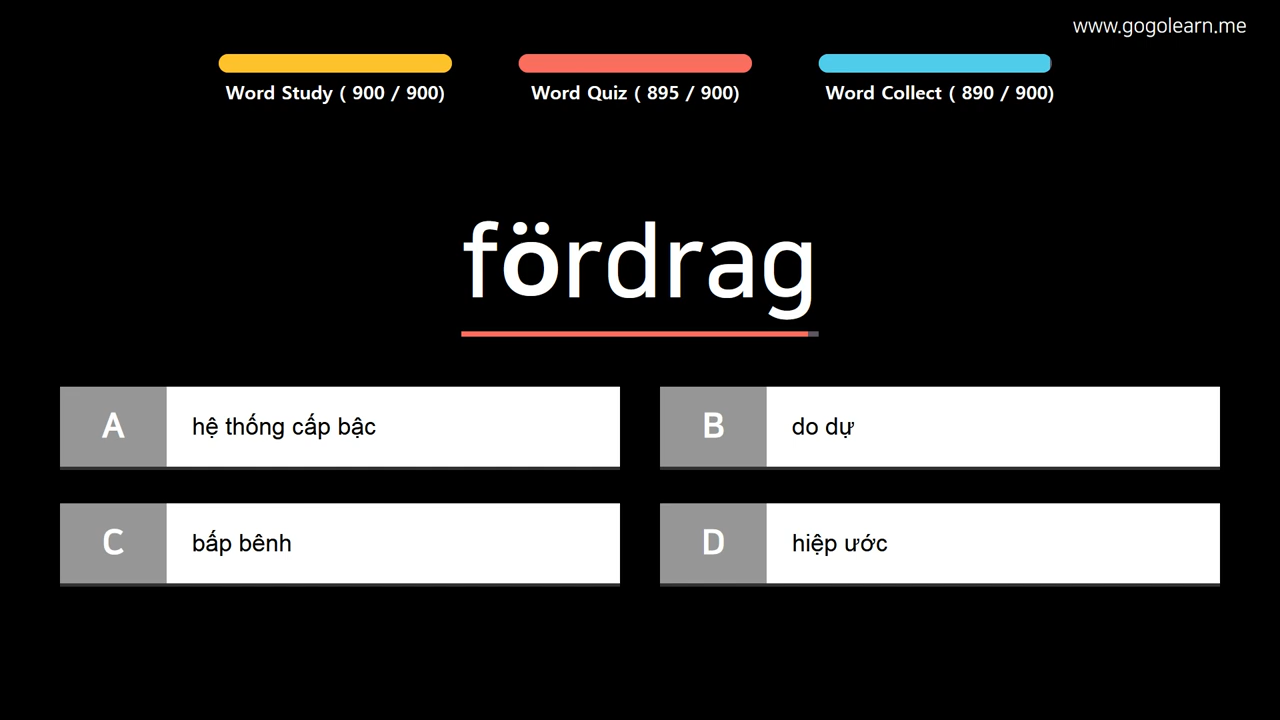 www.gogolearn.me
Word Study ( 900 / 900)
Word Quiz ( 895 / 900)
Word Collect ( 890 / 900)
fördrag
A hệ thống cấp bậc
B do dự
C bấp bênh
D hiệp ước